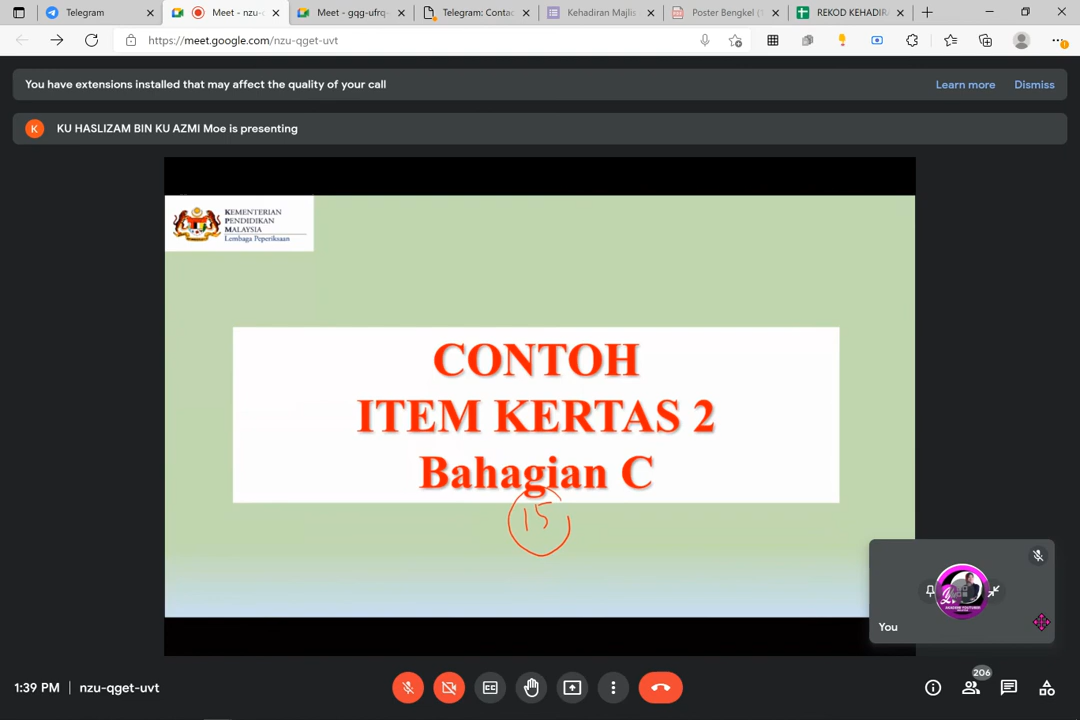 Telegram
Meet - nzu-
Meet - gqg-ufrq-
Telegram: Contac
Kehadiran Majlis
Poster Bengkel (1
REKOD KEHADIRA
https://meet.google.com/nzu-qget-uvt
You have extensions installed that may affect the quality of your call
Learn more
Dismiss
K
KU HASLIZAM BIN KU AZMI Moe is presenting
KEMENTERIAN
PENDIDIKAN
MALAYSIA
Lembaga Peperiksaan
CONTOH
ITEM KERTAS 2
Bahagian C
15
You
1:39 PM | nzu-qget-uvt
206